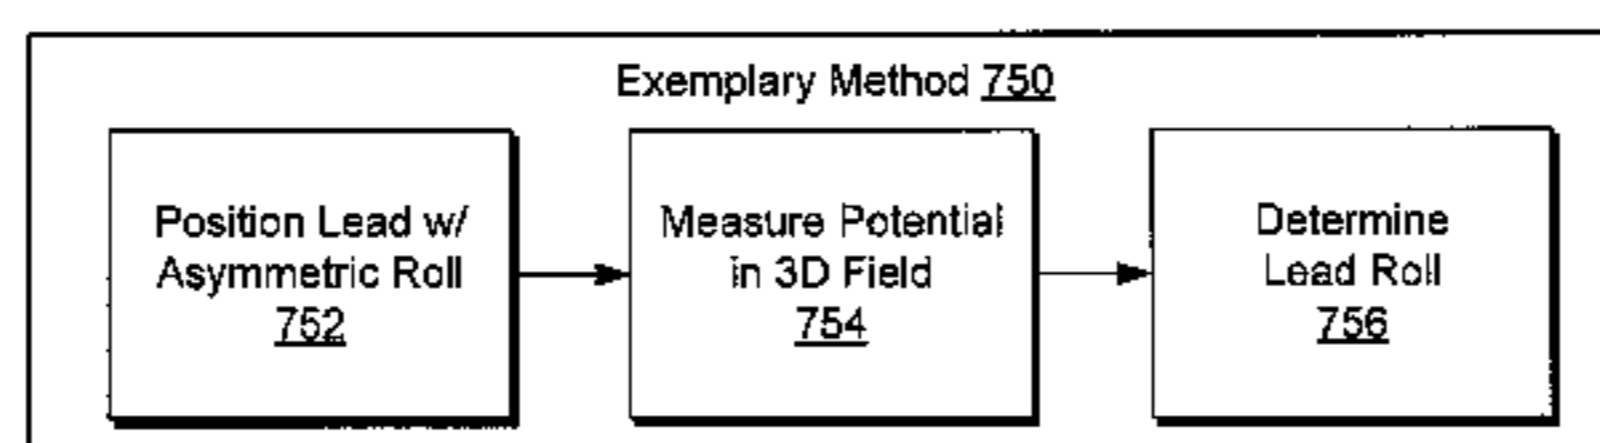 Exemplary Method 750
Position Lead w/
Asymmetric Roll
752
Measure Potential
in 3D Field
754
Determine
Lead Roll
756